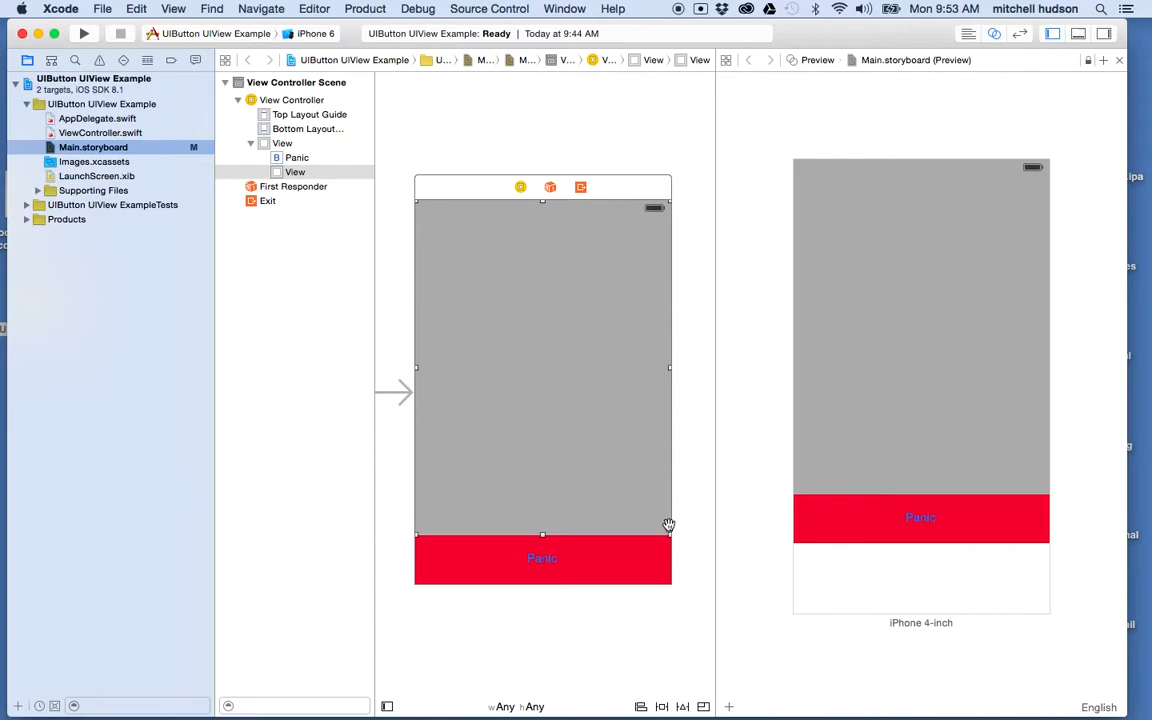 Xcode File Edit View Find Navigate Editor Product Debug Source Control Window Help Mon 9:53 AM mitchell hudson
UIButton UIView Example iPhone 6 UIButton UIView Example: Ready Today at 9:44 AM
UIButton UIView Example U... M... M... V... V... View View Preview Main.storyboard (Preview)
UIButton UIView Example
2 targets, iOS SDK 8.1
UIButton UIView Example
AppDelegate.swift
ViewController.swift
Main.storyboard M
Images.xcassets
LaunchScreen.xib
Supporting Files
UIButton UIView ExampleTests
Products
View Controller Scene
View Controller
Top Layout Guide
Bottom Layout...
View
B Panic
View
First Responder
Exit
Panic
Panic
iPhone 4-inch
wAny hAny
English
.ipa